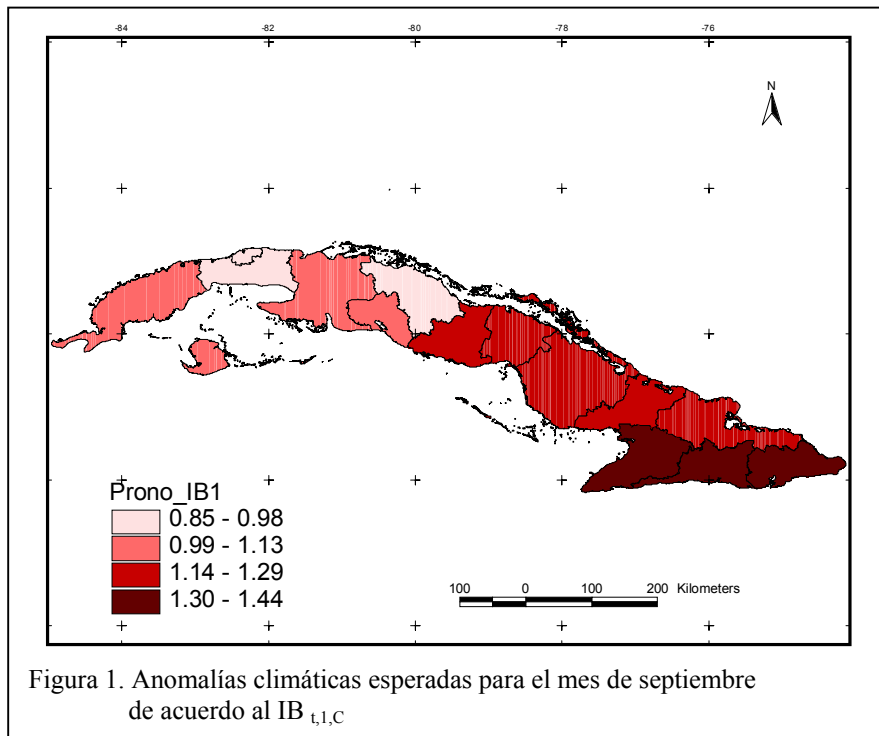 -84 -82 -80 -78 -76
N
Prono_IB1
0.85 - 0.98
0.99 - 1.13
1.14 - 1.29
1.30 - 1.44
100 0 100 200 Kilometers
Figura 1. Anomalías climáticas esperadas para el mes de septiembre
de acuerdo al IB t,1,C